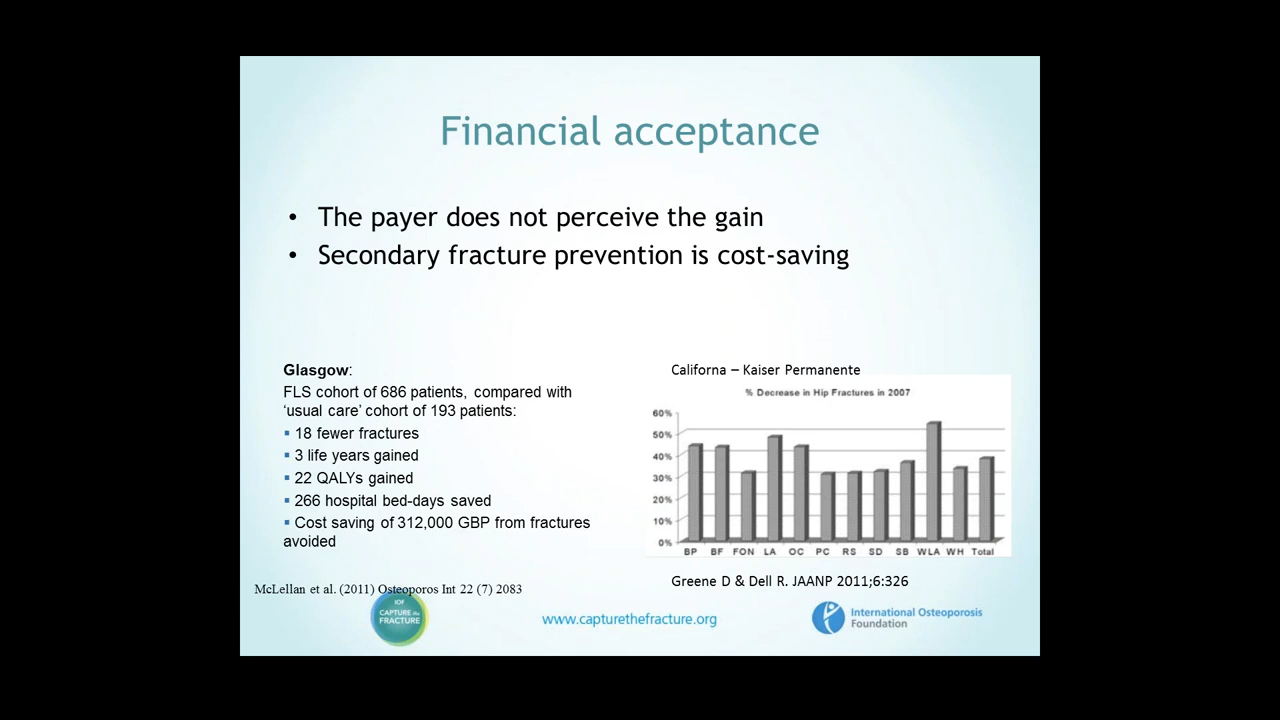 Financial acceptance
• The payer does not perceive the gain
• Secondary fracture prevention is cost-saving
Glasgow:
FLS cohort of 686 patients, compared with
‘usual care’ cohort of 193 patients:
▪ 18 fewer fractures
▪ 3 life years gained
▪ 22 QALYs gained
▪ 266 hospital bed-days saved
▪ Cost saving of 312,000 GBP from fractures
avoided
McLellan et al. (2011) Osteoporos Int 22 (7) 2083
Californa – Kaiser Permanente
% Decrease in Hip Fractures in 2007
60%
50%
40%
30%
20%
10%
0%
BP BF FON LA OC PC RS SD SB WLA WH Total
Greene D & Dell R. JAANP 2011;6:326
IOF
CAPTURE the
FRACTURE
www.capturethefracture.org
International Osteoporosis
Foundation